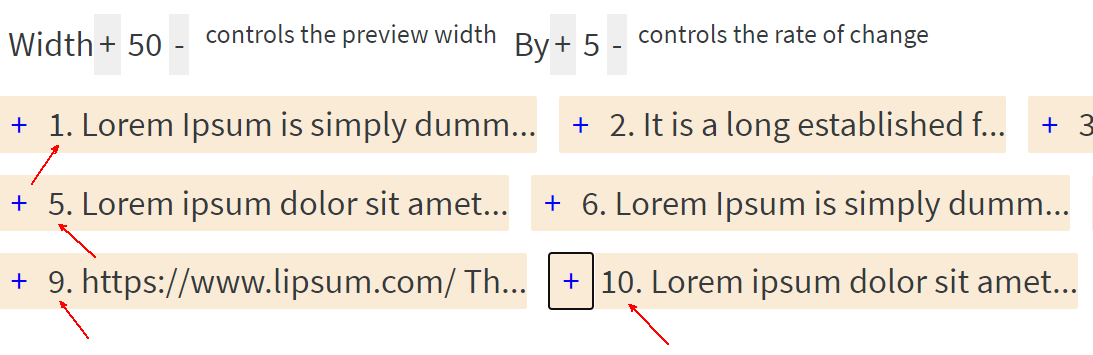 Width + 50 - controls the preview width By + 5 - controls the rate of change
+ 1. Lorem Ipsum is simply dumm... + 2. It is a long established f... + 3
+ 5. Lorem ipsum dolor sit amet... + 6. Lorem Ipsum is simply dumm...
+ 9. https://www.lipsum.com/ Th... + 10. Lorem ipsum dolor sit amet...